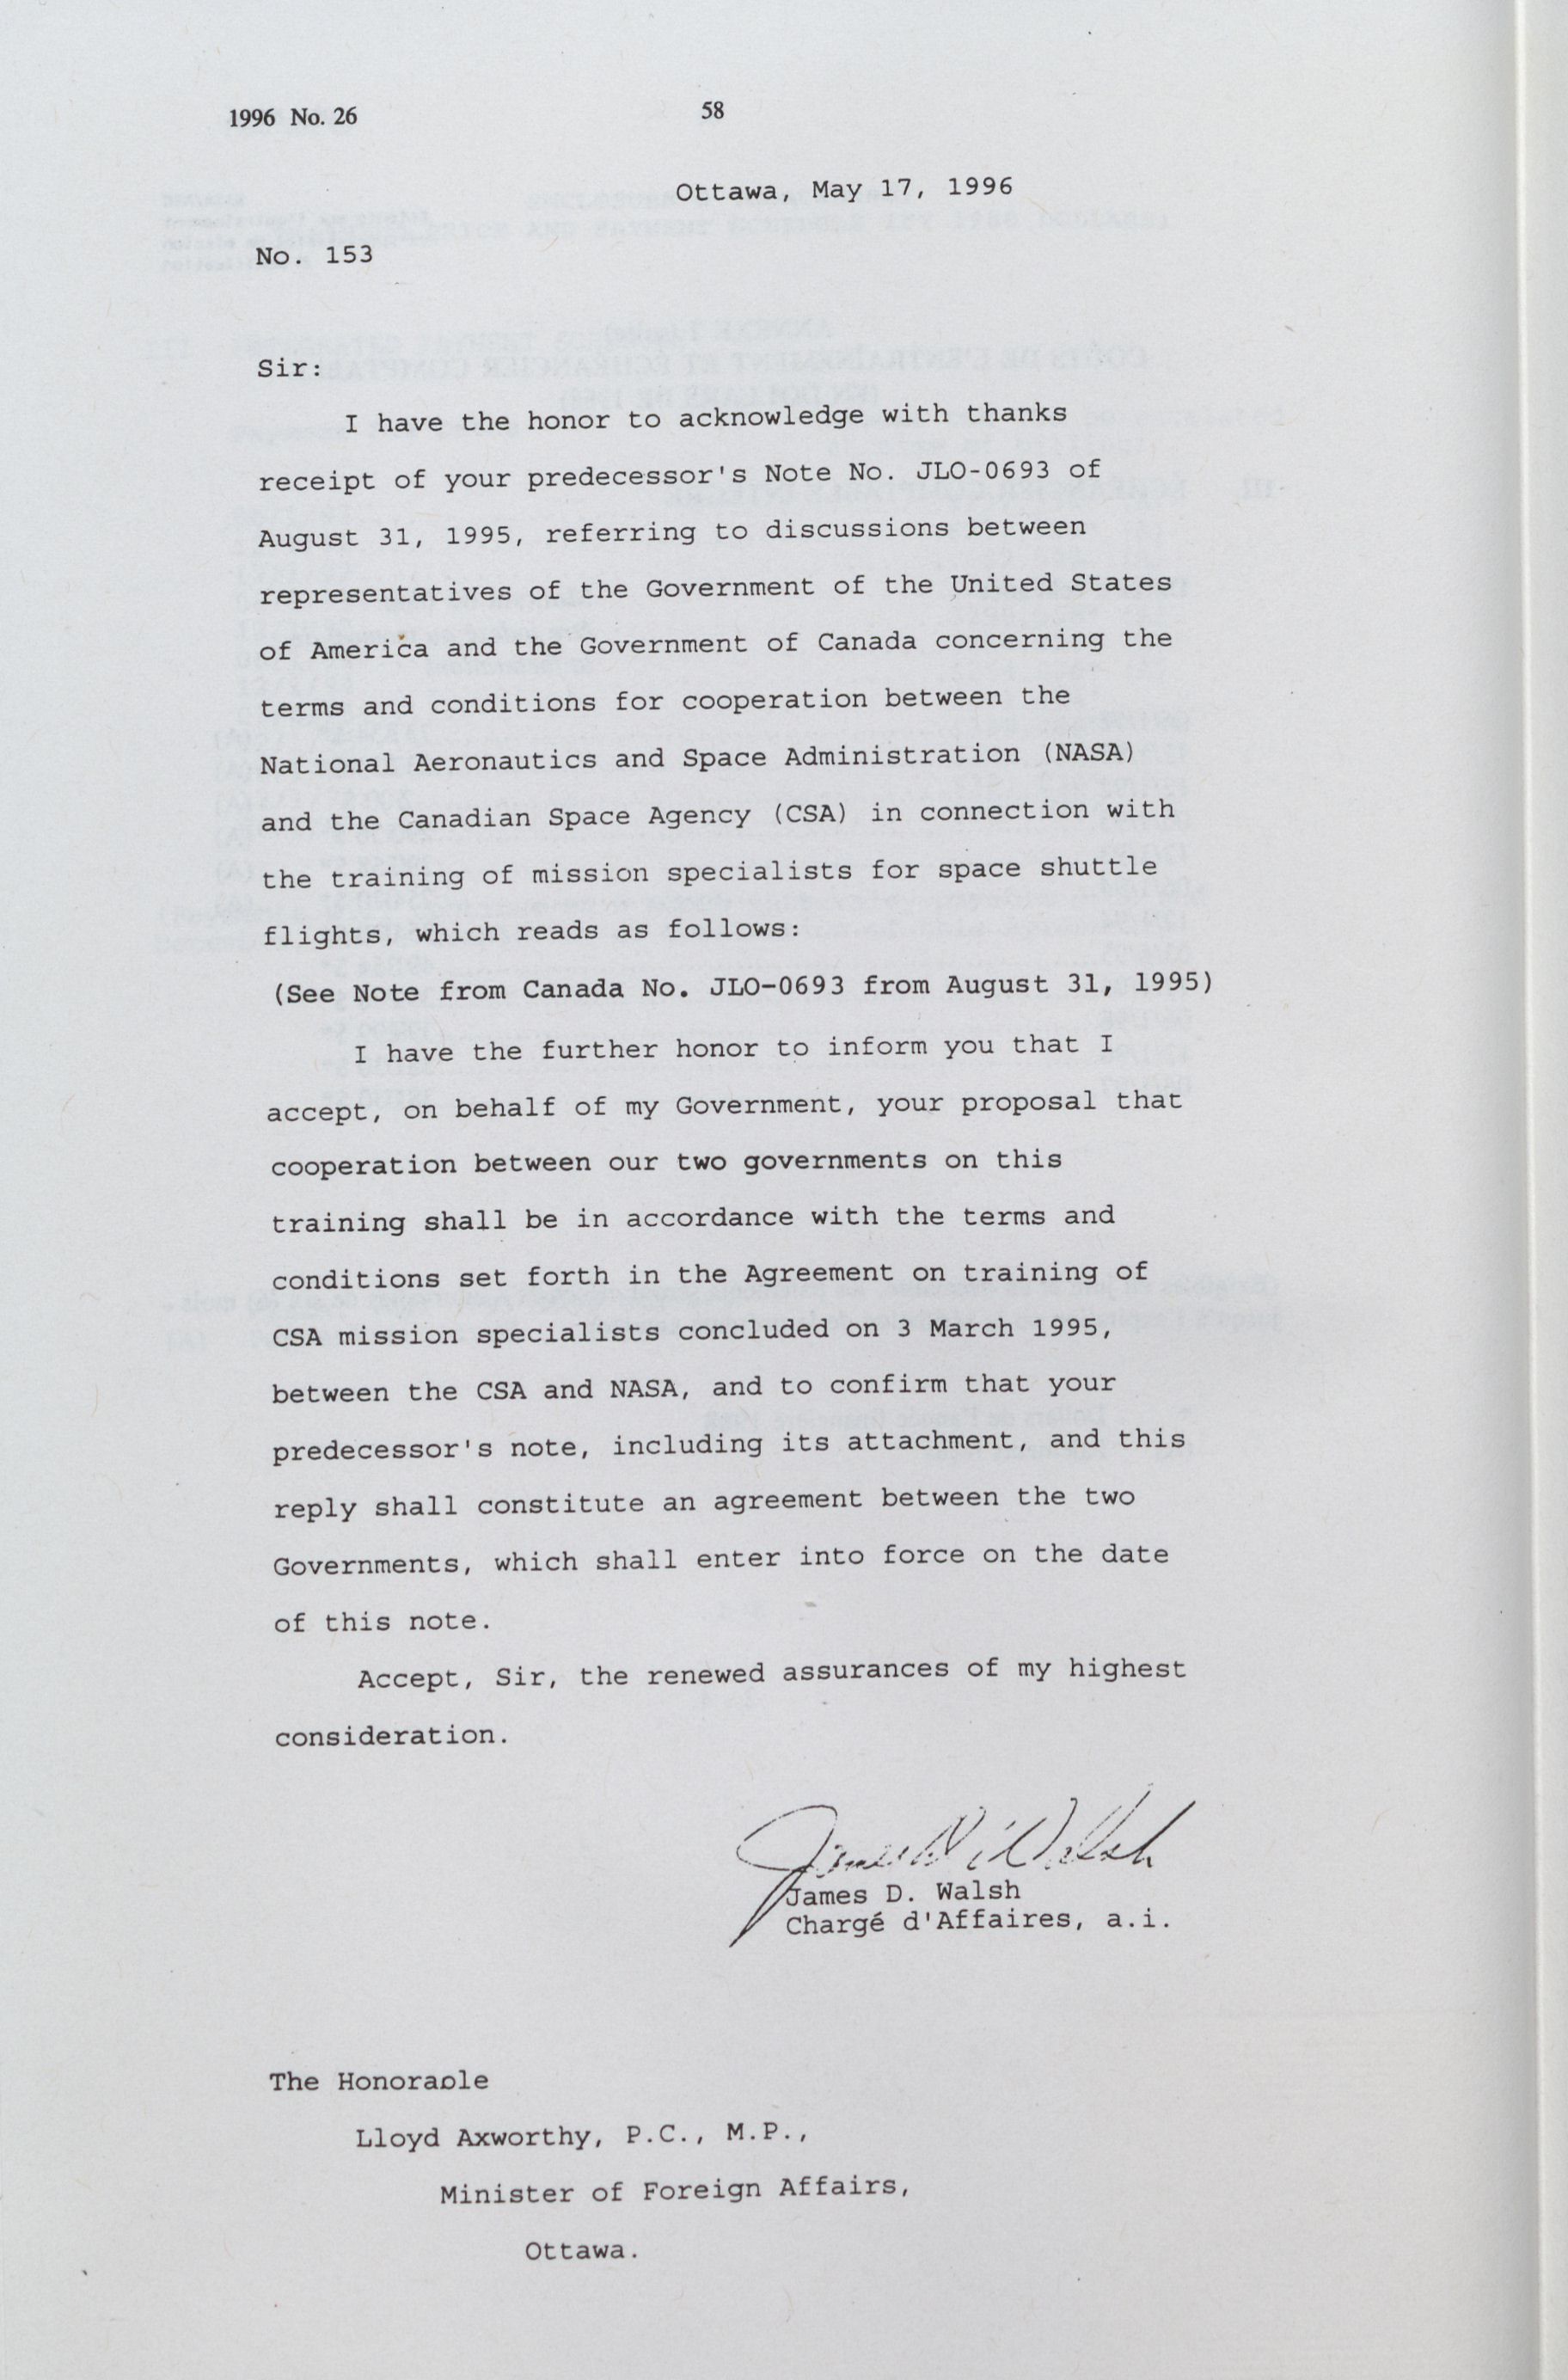 1996 No. 26
58
Ottawa, May 17, 1996
No. 153
Sir:
I have the honor to acknowledge with thanks
receipt of your predecessor's Note No. JLO-0693 of
August 31, 1995, referring to discussions between
representatives of the Government of the United States
of America and the Government of Canada concerning the
terms and conditions for cooperation between the
National Aeronautics and Space Administration (NASA)
and the Canadian Space Agency (CSA) in connection with
the training of mission specialists for space shuttle
flights, which reads as follows:
(See Note from Canada No. JLO-0693 from August 31, 1995)
I have the further honor to inform you that I
accept, on behalf of my Government, your proposal that
cooperation between our two governments on this
training shall be in accordance with the terms and
conditions set forth in the Agreement on training of
CSA mission specialists concluded on 3 March 1995,
between the CSA and NASA, and to confirm that your
predecessor's note, including its attachment, and this
reply shall constitute an agreement between the two
Governments, which shall enter into force on the date
of this note.
Accept, Sir, the renewed assurances of my highest
consideration.
James D. Walsh
James D. Walsh
Chargé d'Affaires, a.i.
The Honorable
Lloyd Axworthy, P.C., M.P.,
Minister of Foreign Affairs,
Ottawa.